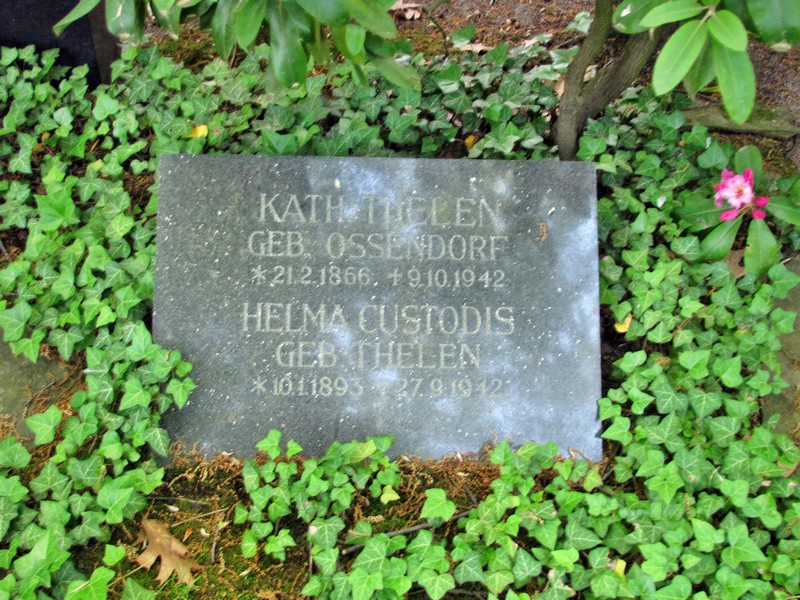 KATH. THELEN
GEB. OSSENDORF
*21.2.1866 +9.10.1942
HELMA CUSTODIS
GEB. THELEN
*10.1.1893 +27.9.1942